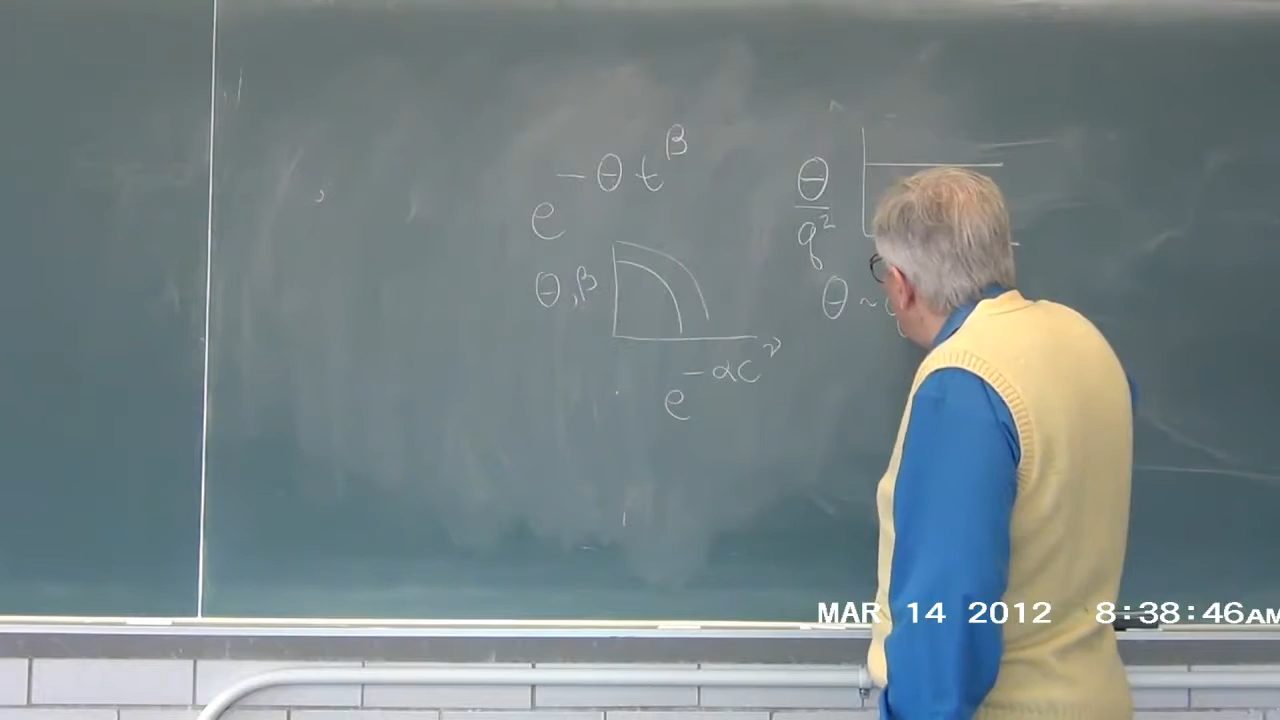 e^{-θt^β}
θ, β
e^{-αc^ν}
θ/q²
θ ~
MAR 14 2012 8:38:46AM